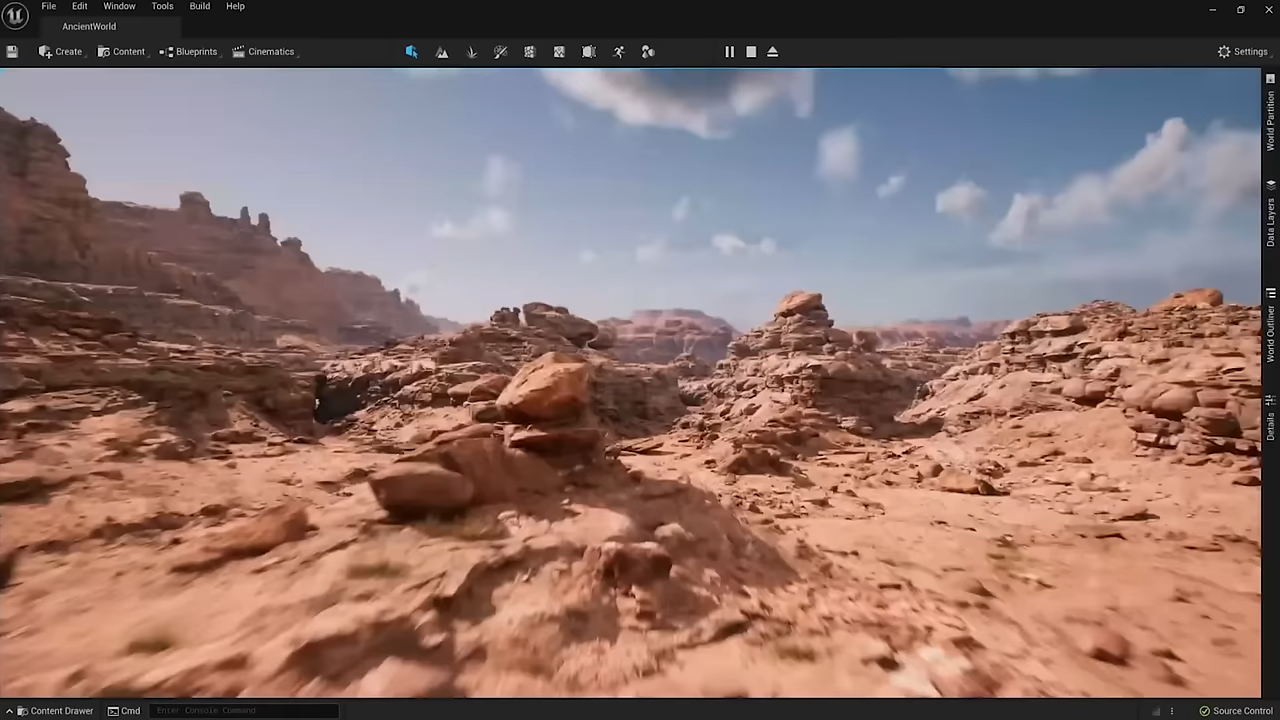 File Edit Window Tools Build Help
AncientWorld
Create Content Blueprints Cinematics Settings
World Partition
Data Layers
World Outliner
Details
Content Drawer Cmd Enter Console Command Source Control